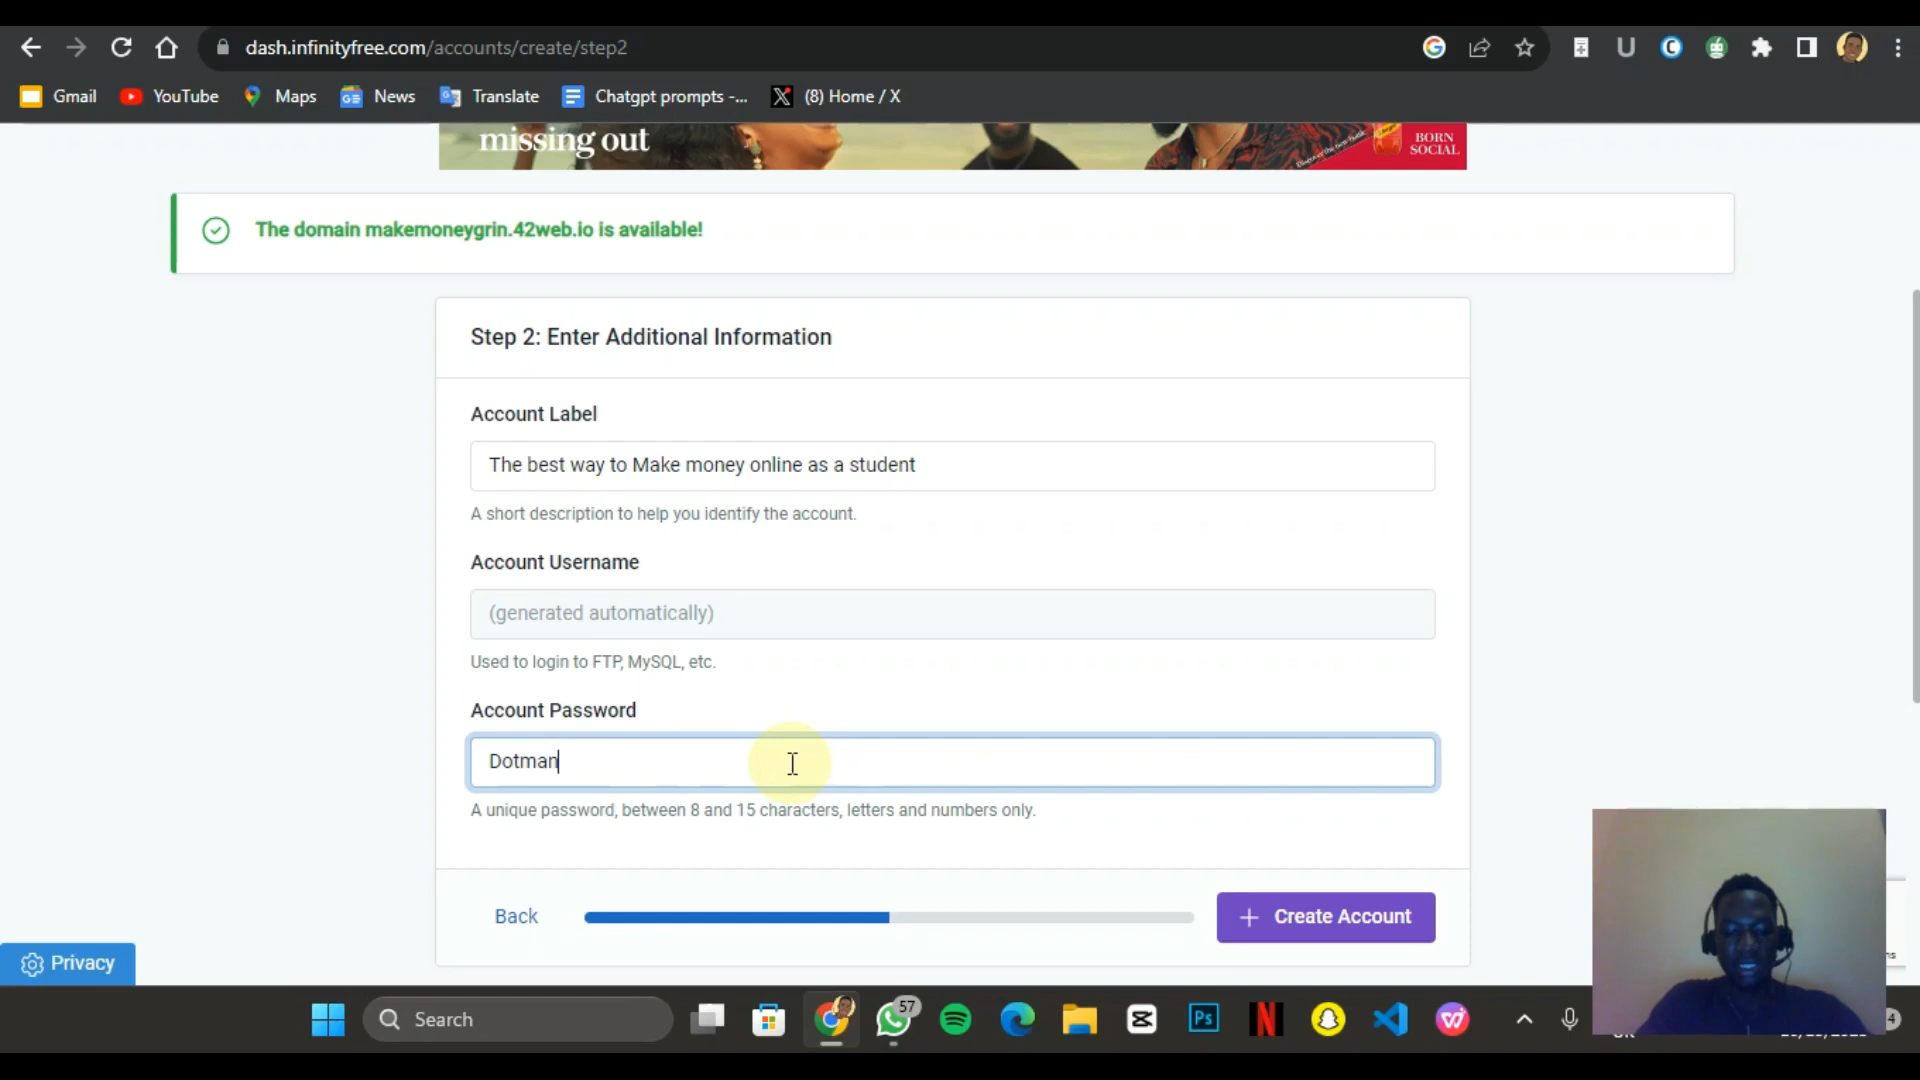 dash.infinityfree.com/accounts/create/step2
Gmail
YouTube
Maps
News
Translate
Chatgpt prompts -...
(8) Home / X
missing out
BORN
SOCIAL
The domain makemoneygrin.42web.io is available!
Step 2: Enter Additional Information
Account Label
The best way to Make money online as a student
A short description to help you identify the account.
Account Username
(generated automatically)
Used to login to FTP, MySQL, etc.
Account Password
Dotman
A unique password, between 8 and 15 characters, letters and numbers only.
Back
Create Account
Privacy
Search
57
Ps
4